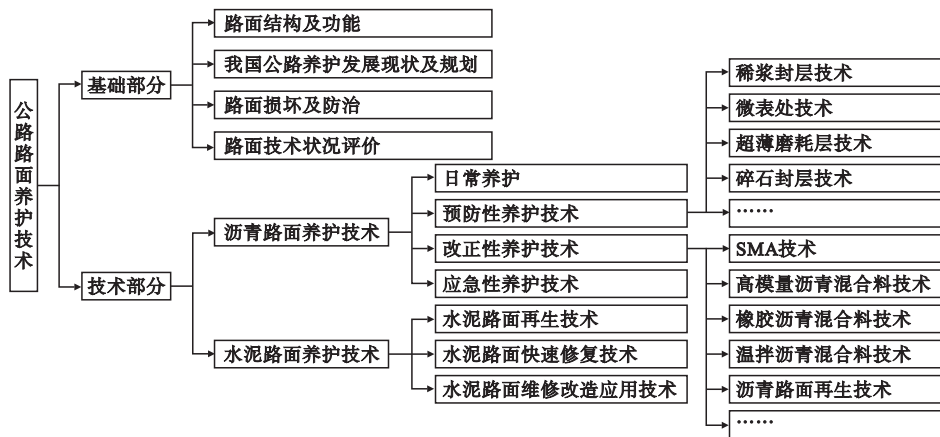 公路路面养护技术
基础部分
路面结构及功能
我国公路养护发展现状及规划
路面损坏及防治
路面技术状况评价
技术部分
沥青路面养护技术
日常养护
预防性养护技术
稀浆封层技术
微表处技术
超薄磨耗层技术
碎石封层技术
……
改正性养护技术
SMA技术
高模量沥青混合料技术
橡胶沥青混合料技术
温拌沥青混合料技术
沥青路面再生技术
……
应急性养护技术
水泥路面养护技术
水泥路面再生技术
水泥路面快速修复技术
水泥路面维修改造应用技术